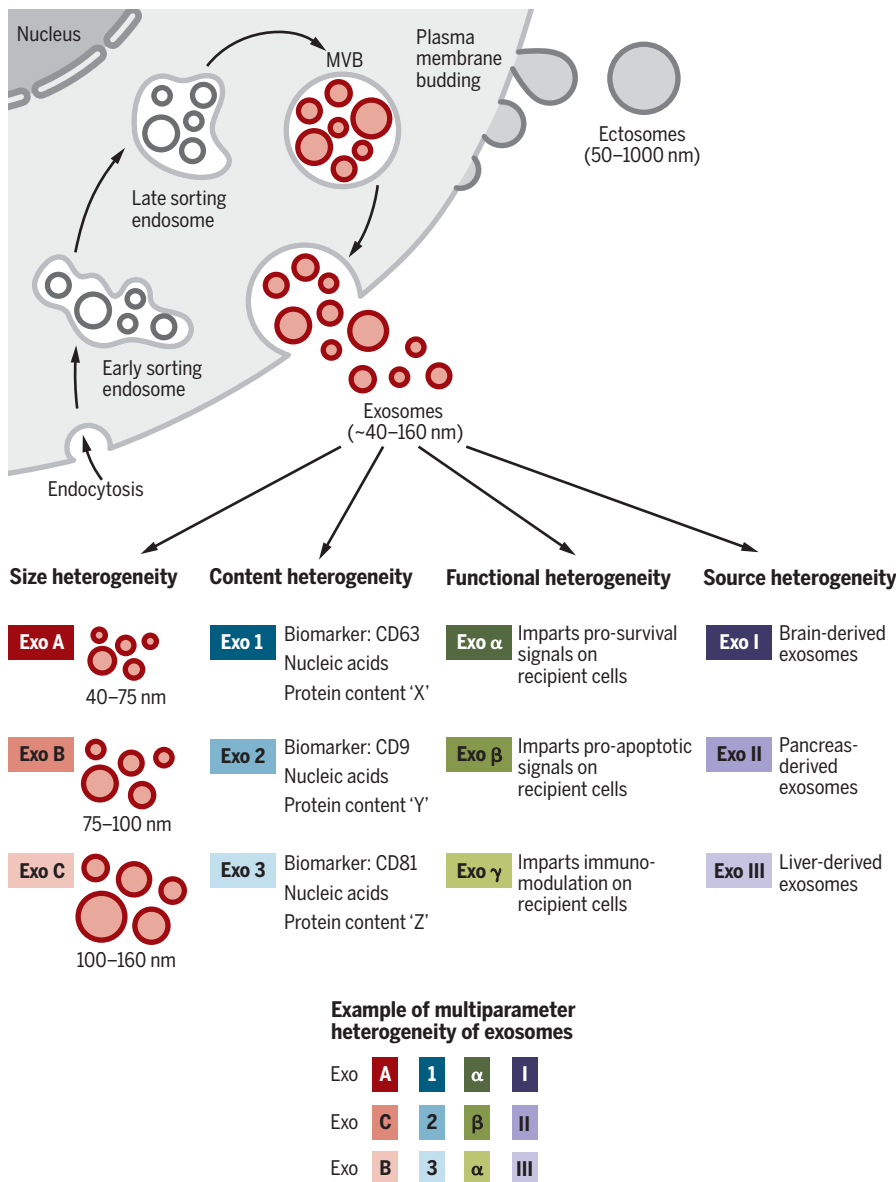 Nucleus
MVB
Plasma
membrane
budding
Ectosomes
(50–1000 nm)
Late sorting
endosome
Early sorting
endosome
Exosomes
(~40–160 nm)
Endocytosis
Size heterogeneity
Content heterogeneity
Functional heterogeneity
Source heterogeneity
Exo A
40–75 nm
Exo 1
Biomarker: CD63
Nucleic acids
Protein content ‘X’
Exo α
Imparts pro-survival
signals on
recipient cells
Exo I
Brain-derived
exosomes
Exo B
75–100 nm
Exo 2
Biomarker: CD9
Nucleic acids
Protein content ‘Y’
Exo β
Imparts pro-apoptotic
signals on
recipient cells
Exo II
Pancreas-
derived
exosomes
Exo C
100–160 nm
Exo 3
Biomarker: CD81
Nucleic acids
Protein content ‘Z’
Exo γ
Imparts immuno-
modulation on
recipient cells
Exo III
Liver-derived
exosomes
Example of multiparameter
heterogeneity of exosomes
Exo A 1 α I
Exo C 2 β II
Exo B 3 α III